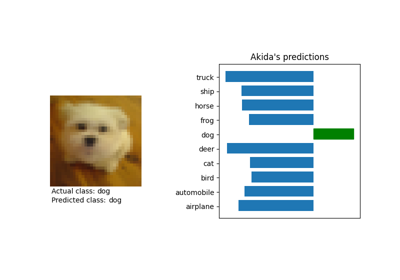 Akida's predictions
truck
ship
horse
frog
dog
deer
cat
bird
automobile
airplane
Actual class: dog
Predicted class: dog